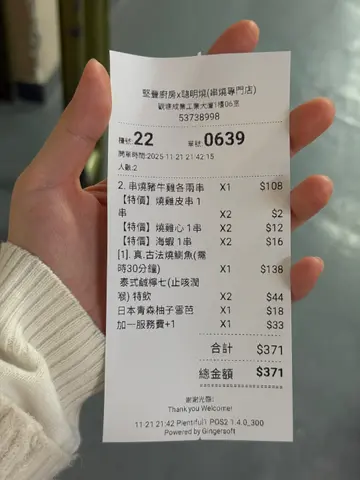 堅豐廚房x聰明燒(串燒專門店)
觀塘成業工業大廈1樓06室
53738998
檯號 22 單號 0639
開單時間:2025-11-21 21:42:15
人數:2
2. 串燒豬牛雞各兩串 X1 $108
【特價】燒雞皮串 1
串 X2 $2
【特價】燒雞心 1串 X2 $12
【特價】海蝦 1串 X2 $16
[1]. 真.古法燒鯛魚(需
時30分鐘) X1 $138
泰式鹹檸七(止咳潤
喉) 特飲 X2 $44
日本青森柚子雪芭 X1 $18
加一服務費+1 X1 $33
合計 $371
總金額 $371
謝謝光臨!
Thank you Welcome!
11-21 21:42 Plentiful1 POS2 1.4.0_300
Powered by Gingersoft